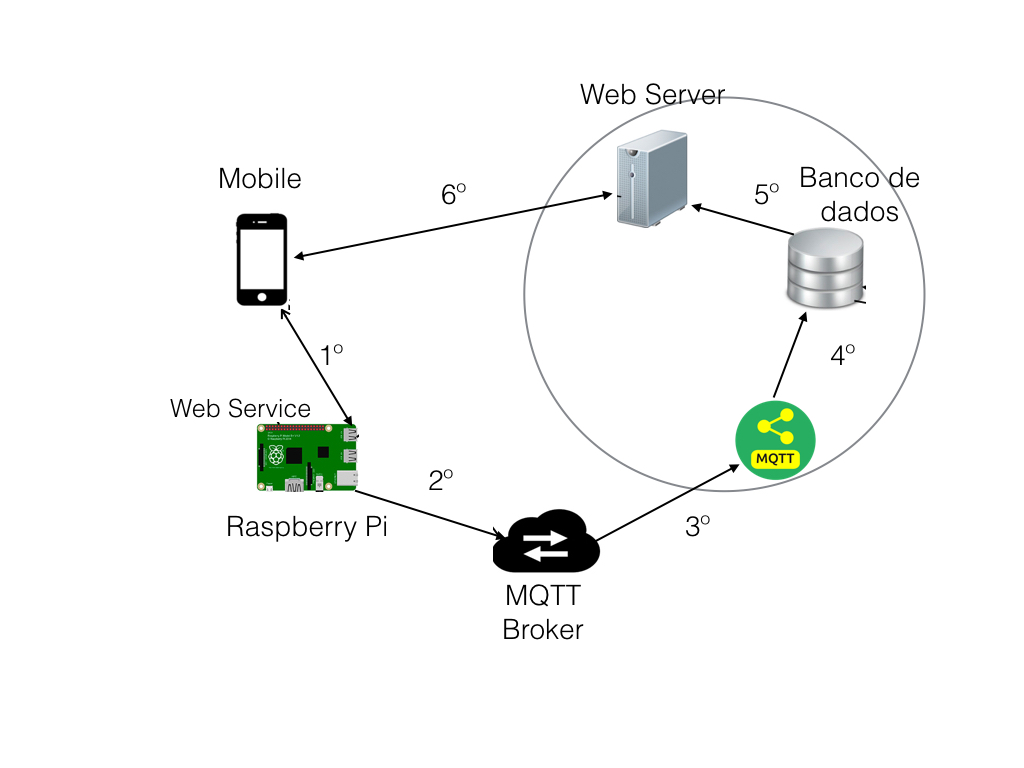 Web Server
Mobile
6º
5º
Banco de
dados
1º
4º
Web Service
MQTT
2º
Raspberry Pi
3º
MQTT
Broker